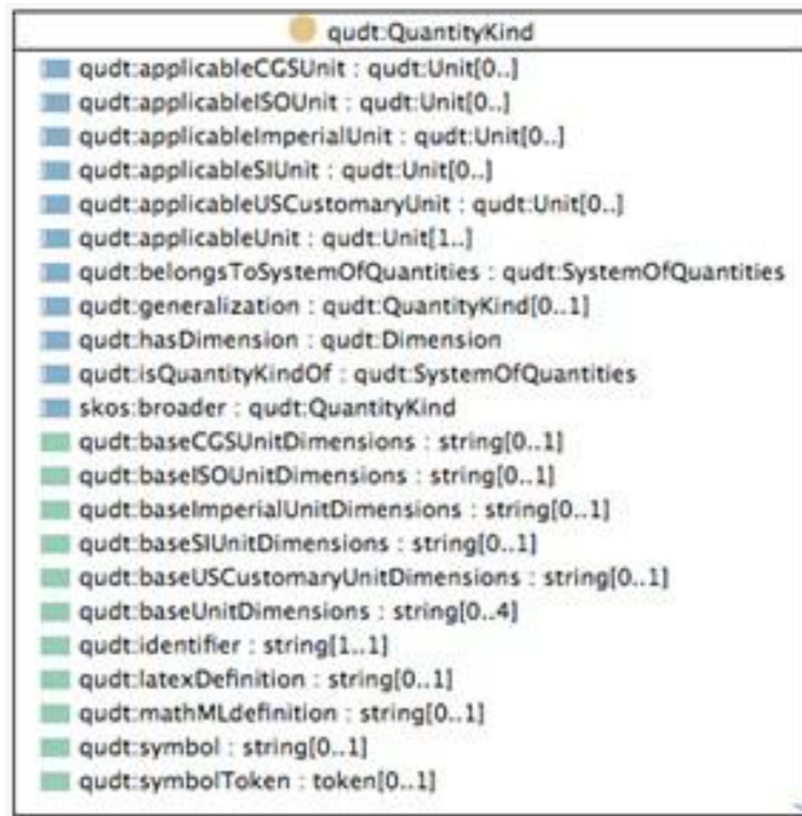 qudt:QuantityKind
qudt:applicableCGSUnit : qudt:Unit[0..]
qudt:applicableISOUnit : qudt:Unit[0..]
qudt:applicableImperialUnit : qudt:Unit[0..]
qudt:applicableSIUnit : qudt:Unit[0..]
qudt:applicableUSCustomaryUnit : qudt:Unit[0..]
qudt:applicableUnit : qudt:Unit[1..]
qudt:belongsToSystemOfQuantities : qudt:SystemOfQuantities
qudt:generalization : qudt:QuantityKind[0..1]
qudt:hasDimension : qudt:Dimension
qudt:isQuantityKindOf : qudt:SystemOfQuantities
skos:broader : qudt:QuantityKind
qudt:baseCGSUnitDimensions : string[0..1]
qudt:baseISOUnitDimensions : string[0..1]
qudt:baseImperialUnitDimensions : string[0..1]
qudt:baseSIUnitDimensions : string[0..1]
qudt:baseUSCustomaryUnitDimensions : string[0..1]
qudt:baseUnitDimensions : string[0..4]
qudt:identifier : string[1..1]
qudt:latexDefinition : string[0..1]
qudt:mathMLdefinition : string[0..1]
qudt:symbol : string[0..1]
qudt:symbolToken : token[0..1]